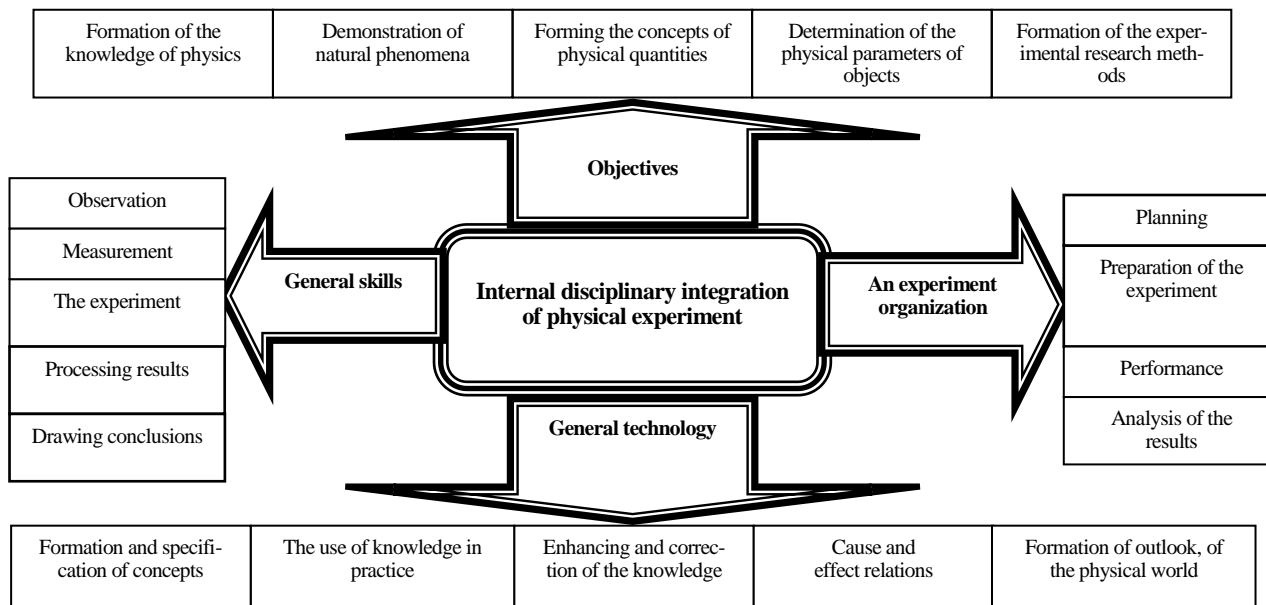 Formation of the
knowledge of physics
Demonstration of
natural phenomena
Forming the concepts of
physical quantities
Determination of the
physical parameters of
objects
Formation of the exper-
imental research meth-
ods
Objectives
Observation
Measurement
The experiment
Processing results
Drawing conclusions
General skills
Internal disciplinary integration
of physical experiment
An experiment
organization
Planning
Preparation of the
experiment
Performance
Analysis of the
results
General technology
Formation and specifi-
cation of concepts
The use of knowledge in
practice
Enhancing and correc-
tion of the knowledge
Cause and
effect relations
Formation of outlook, of
the physical world